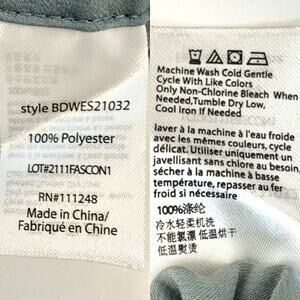 style BDWES21032
100% Polyester
LOT#2111FASCON1
RN#111248
Made in China/
Fabriqué en Chine
Machine Wash Cold Gentle
Cycle With Like Colors
Only Non-Chlorine Bleach When
Needed,Tumble Dry Low,
Cool Iron If Needed
laver à la machine à l'eau froide
avec les mêmes couleurs, cycle
délicat. Utiliser uniquement un
javellisant sans chlore au besoin,
sécher à la machine à basse
température, repasser au fer
froid si nécessaire
100%涤纶
冷水轻柔机洗
不能氯漂 低温烘干
低温熨烫